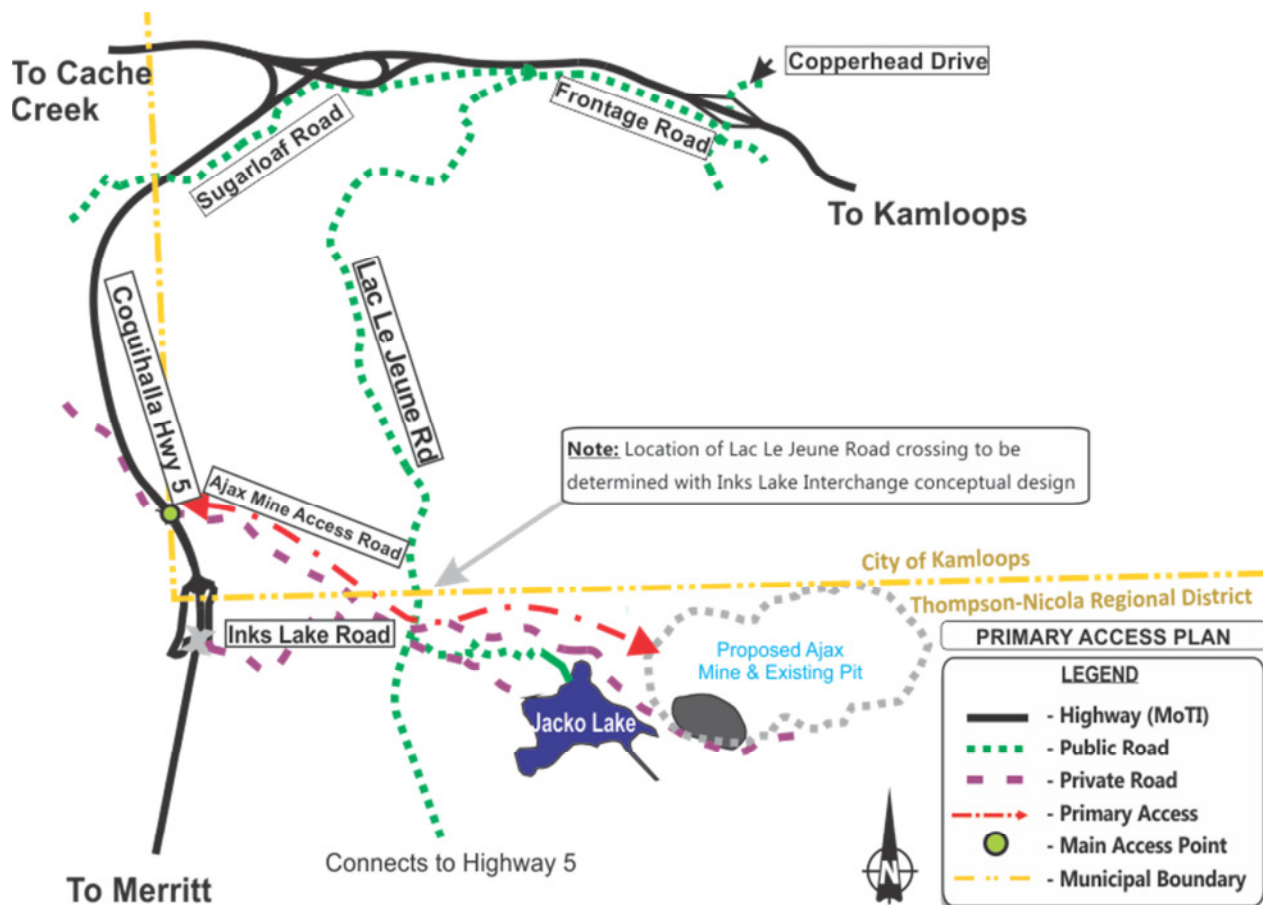 To Cache
Creek
Copperhead Drive
Frontage Road
Sugarloaf Road
To Kamloops
Lac Le Jeune Rd
Coquihalla Hwy 5
Note: Location of Lac Le Jeune Road crossing to be
determined with Inks Lake Interchange conceptual design
Ajax Mine Access Road
City of Kamloops
Thompson-Nicola Regional District
Inks Lake Road
Proposed Ajax
Mine & Existing Pit
Jacko Lake
Connects to Highway 5
To Merritt
PRIMARY ACCESS PLAN
LEGEND
- Highway (MoTI)
- Public Road
- Private Road
- Primary Access
- Main Access Point
- Municipal Boundary
N